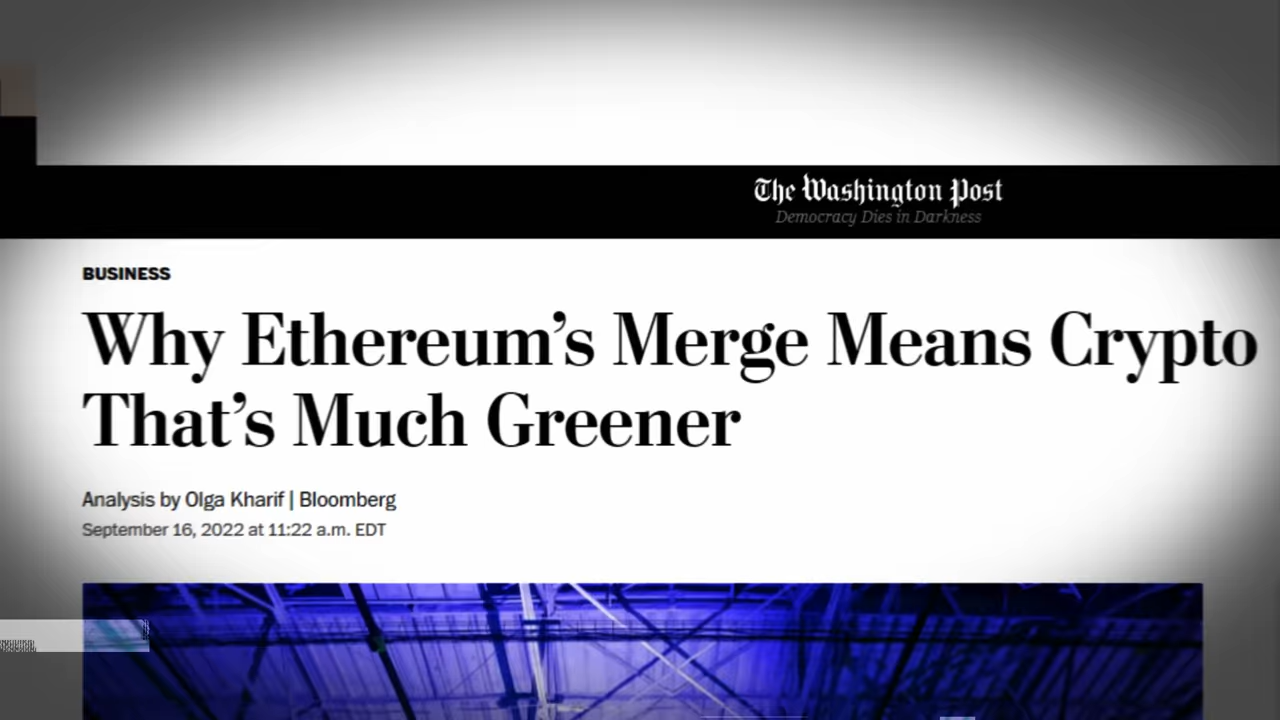 The Washington Post
Democracy Dies in Darkness
BUSINESS
Why Ethereum's Merge Means Crypto
That's Much Greener
Analysis by Olga Kharif | Bloomberg
September 16, 2022 at 11:22 a.m. EDT